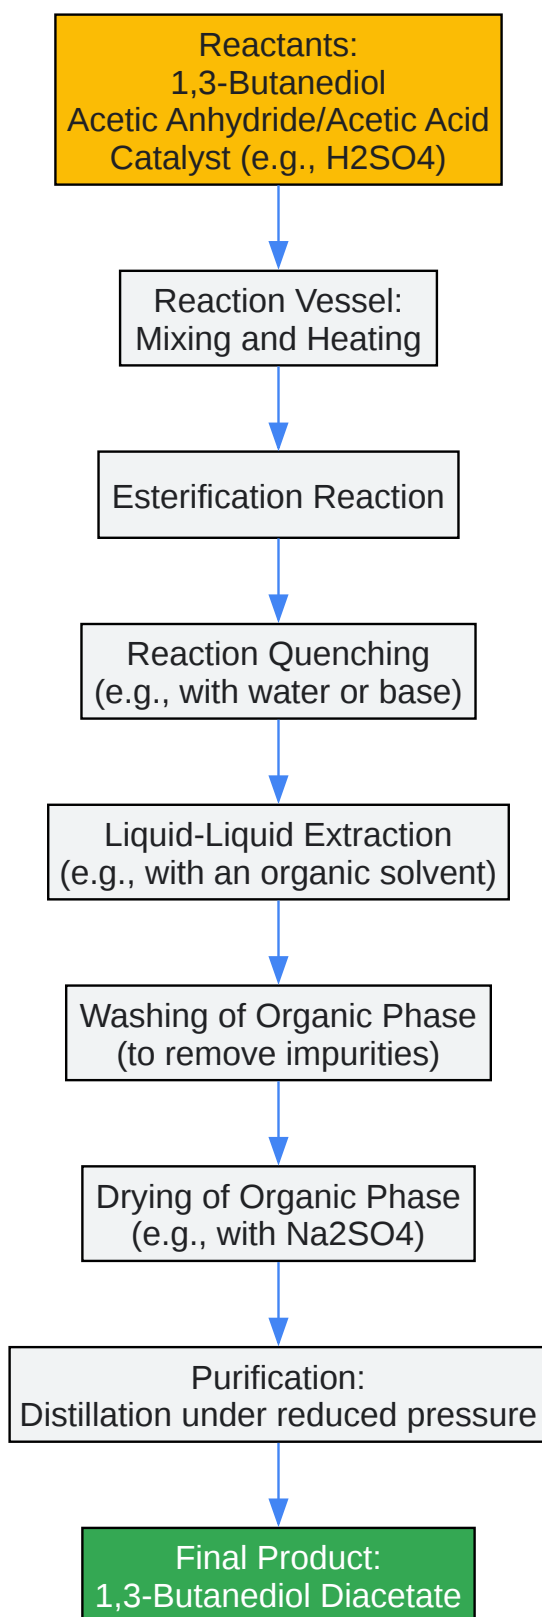 Reactants:
1,3-Butanediol
Acetic Anhydride/Acetic Acid
Catalyst (e.g., H2SO4)
Reaction Vessel:
Mixing and Heating
Esterification Reaction
Reaction Quenching
(e.g., with water or base)
Liquid-Liquid Extraction
(e.g., with an organic solvent)
Washing of Organic Phase
(to remove impurities)
Drying of Organic Phase
(e.g., with Na2SO4)
Purification:
Distillation under reduced pressure
Final Product:
1,3-Butanediol Diacetate